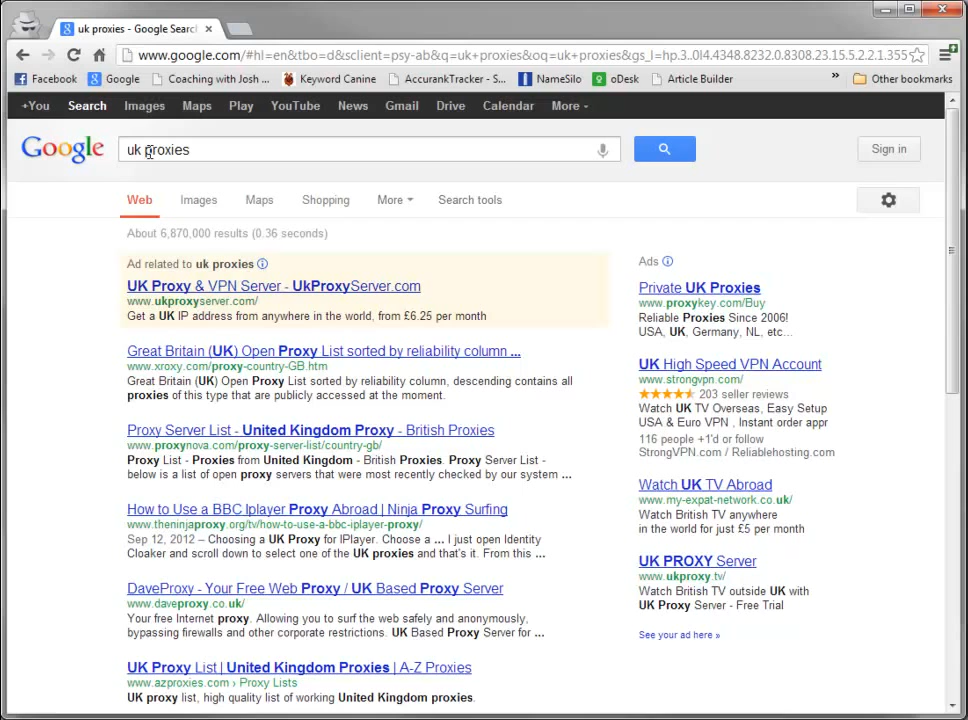 uk proxies - Google Search
www.google.com/#hl=en&tbo=d&sclient=psy-ab&q=uk+proxies&oq=uk+proxies&gs_l=hp.3.0l4.4348.8232.0.8308.23.15.5.2.2.1.355
Facebook Google Coaching with Josh ... Keyword Canine AccurankTracker - S... NameSilo oDesk Article Builder » Other bookmarks
+You Search Images Maps Play YouTube News Gmail Drive Calendar More
Google uk proxies Sign in
Web Images Maps Shopping More Search tools
About 6,870,000 results (0.36 seconds)
Ad related to uk proxies
UK Proxy & VPN Server - UkProxyServer.com
www.ukproxyserver.com/
Get a UK IP address from anywhere in the world, from £6.25 per month
Great Britain (UK) Open Proxy List sorted by reliability column ...
www.xroxy.com/proxy-country-GB.htm
Great Britain (UK) Open Proxy List sorted by reliability column, descending contains all
proxies of this type that are publicly accessed at the moment.
Proxy Server List - United Kingdom Proxy - British Proxies
www.proxynova.com/proxy-server-list/country-gb/
Proxy List - Proxies from United Kingdom - British Proxies. Proxy Server List -
below is a list of open proxy servers that were most recently checked by our system ...
How to Use a BBC Iplayer Proxy Abroad | Ninja Proxy Surfing
www.theninjaproxy.org/tv/how-to-use-a-bbc-iplayer-proxy/
Sep 12, 2012 – Choosing a UK Proxy for IPlayer. Choose a ... I just open Identity
Cloaker and scroll down to select one of the UK proxies and that's it. From this ...
DaveProxy - Your Free Web Proxy / UK Based Proxy Server
www.daveproxy.co.uk/
Your free Internet proxy. Allowing you to surf the web safely and anonymously,
bypassing firewalls and other corporate restrictions. UK Based Proxy Server for ...
UK Proxy List | United Kingdom Proxies | A-Z Proxies
www.azproxies.com › Proxy Lists
UK proxy list, high quality list of working United Kingdom proxies.
Ads
Private UK Proxies
www.proxykey.com/Buy
Reliable Proxies Since 2006!
USA, UK, Germany, NL, etc...
UK High Speed VPN Account
www.strongvpn.com/
203 seller reviews
Watch UK TV Overseas, Easy Setup
USA & Euro VPN , Instant order appr
116 people +1'd or follow
StrongVPN.com / Reliablehosting.com
Watch UK TV Abroad
www.my-expat-network.co.uk/
Watch British TV anywhere
in the world for just £5 per month
UK PROXY Server
www.ukproxy.tv/
Watch British TV outside UK with
UK Proxy Server - Free Trial
See your ad here »